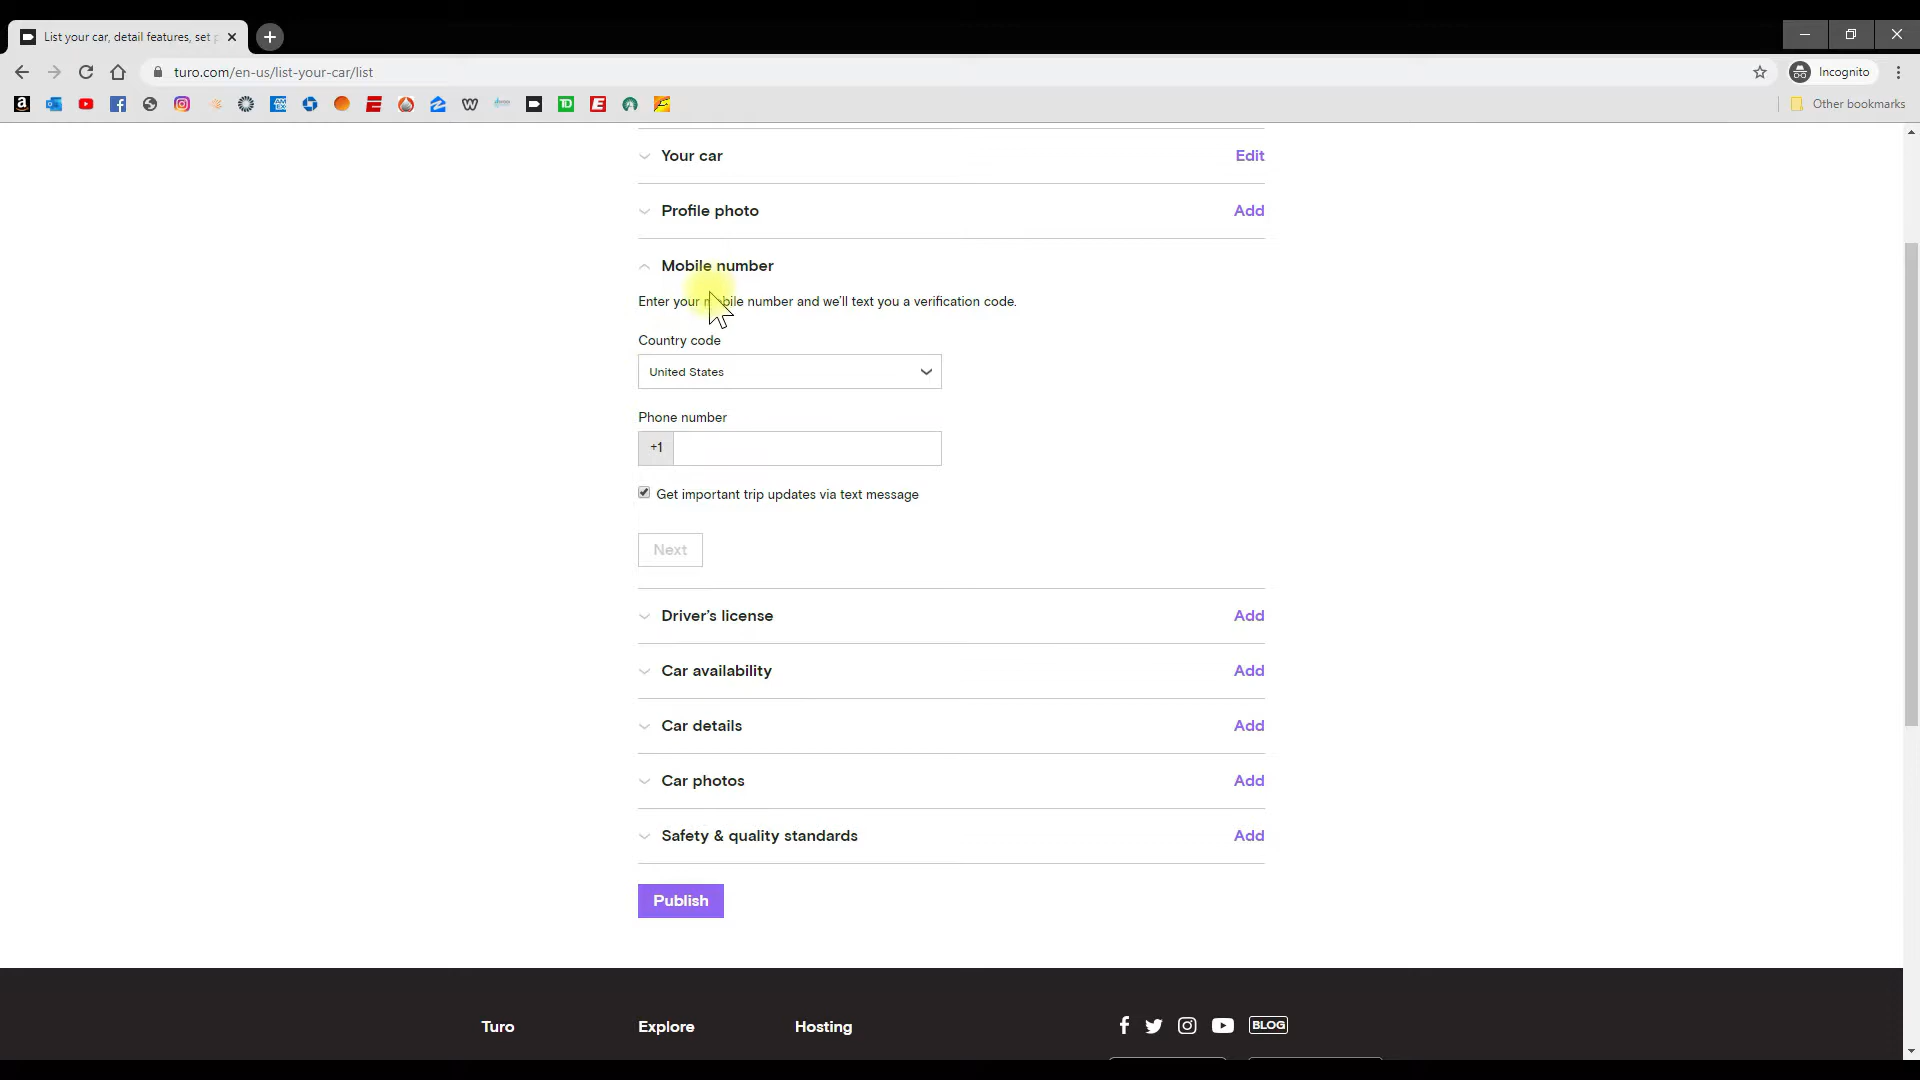 List your car, detail features, set p
turo.com/en-us/list-your-car/list
Incognito
Other bookmarks
Your car
Edit
Profile photo
Add
Mobile number
Enter your mobile number and we'll text you a verification code.
Country code
United States
Phone number
+1
Get important trip updates via text message
Next
Driver's license
Add
Car availability
Add
Car details
Add
Car photos
Add
Safety & quality standards
Add
Publish
Turo
Explore
Hosting
BLOG